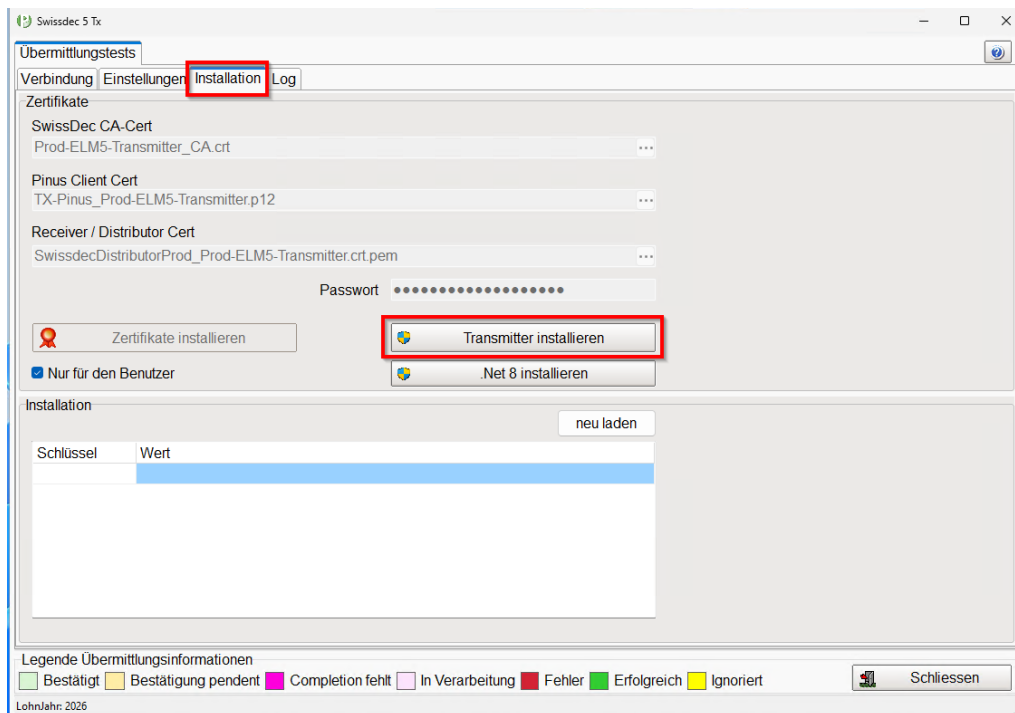 Swissdec 5 Tx
Übermittlungstests
Verbindung Einstellungen Installation Log
Zertifikate
SwissDec CA-Cert
Prod-ELM5-Transmitter_CA.crt
...
Pinus Client Cert
TX-Pinus_Prod-ELM5-Transmitter.p12
...
Receiver / Distributor Cert
SwissdecDistributorProd_Prod-ELM5-Transmitter.crt.pem
...
Passwort ●●●●●●●●●●●●●●●●●●●
Zertifikate installieren Transmitter installieren
Nur für den Benutzer .Net 8 installieren
Installation
neu laden
Schlüssel Wert
Legende Übermittlungsinformationen
Bestätigt Bestätigung pendent Completion fehlt In Verarbeitung Fehler Erfolgreich Ignoriert Schliessen
LohnJahr: 2026